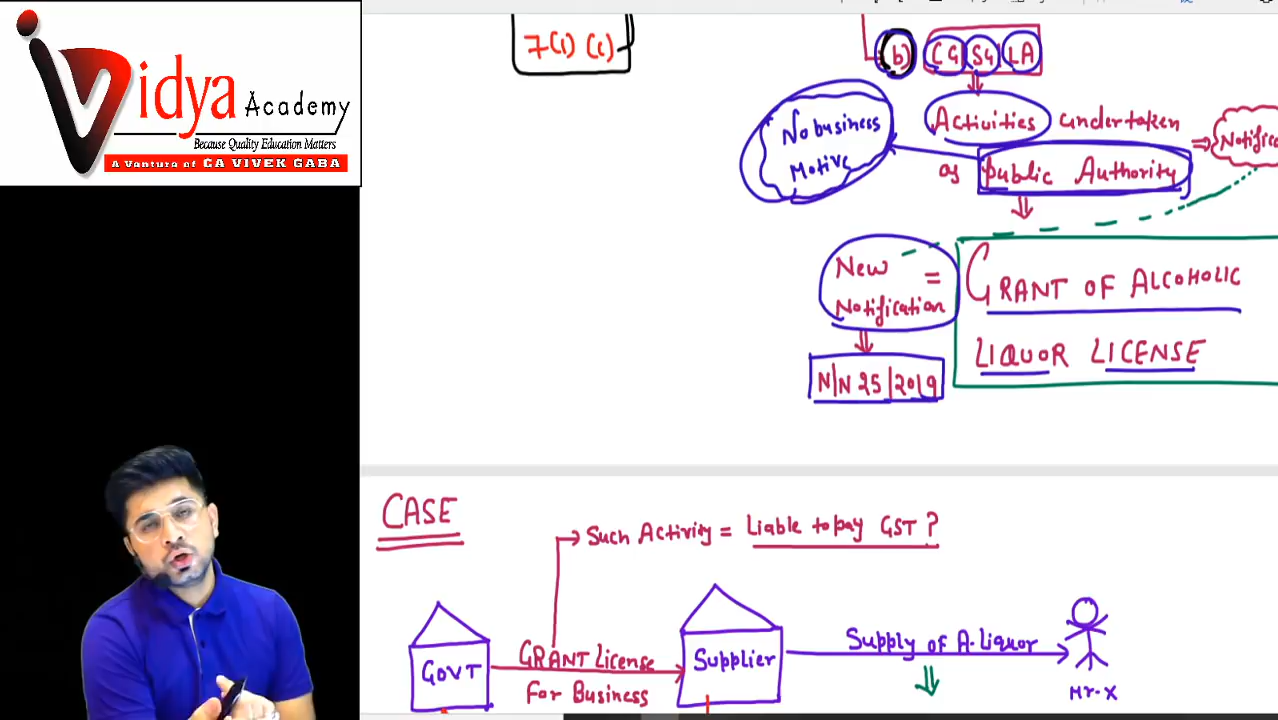 Vidya
Academy
Because Quality Education Matters
A Ventura of CA VIVEK GABA
7(1) (c)
b) CG SG LA
Activities undertaken
as public Authority
No business
Motive
New
Notification
=
GRANT OF ALCOHOLIC
LIQUOR LICENSE
N/N 25/2019
CASE
Such Activity = Liable to pay GST?
GOVT
GRANT License
For Business
Supplier
Supply of A-Liquor
Mr-X